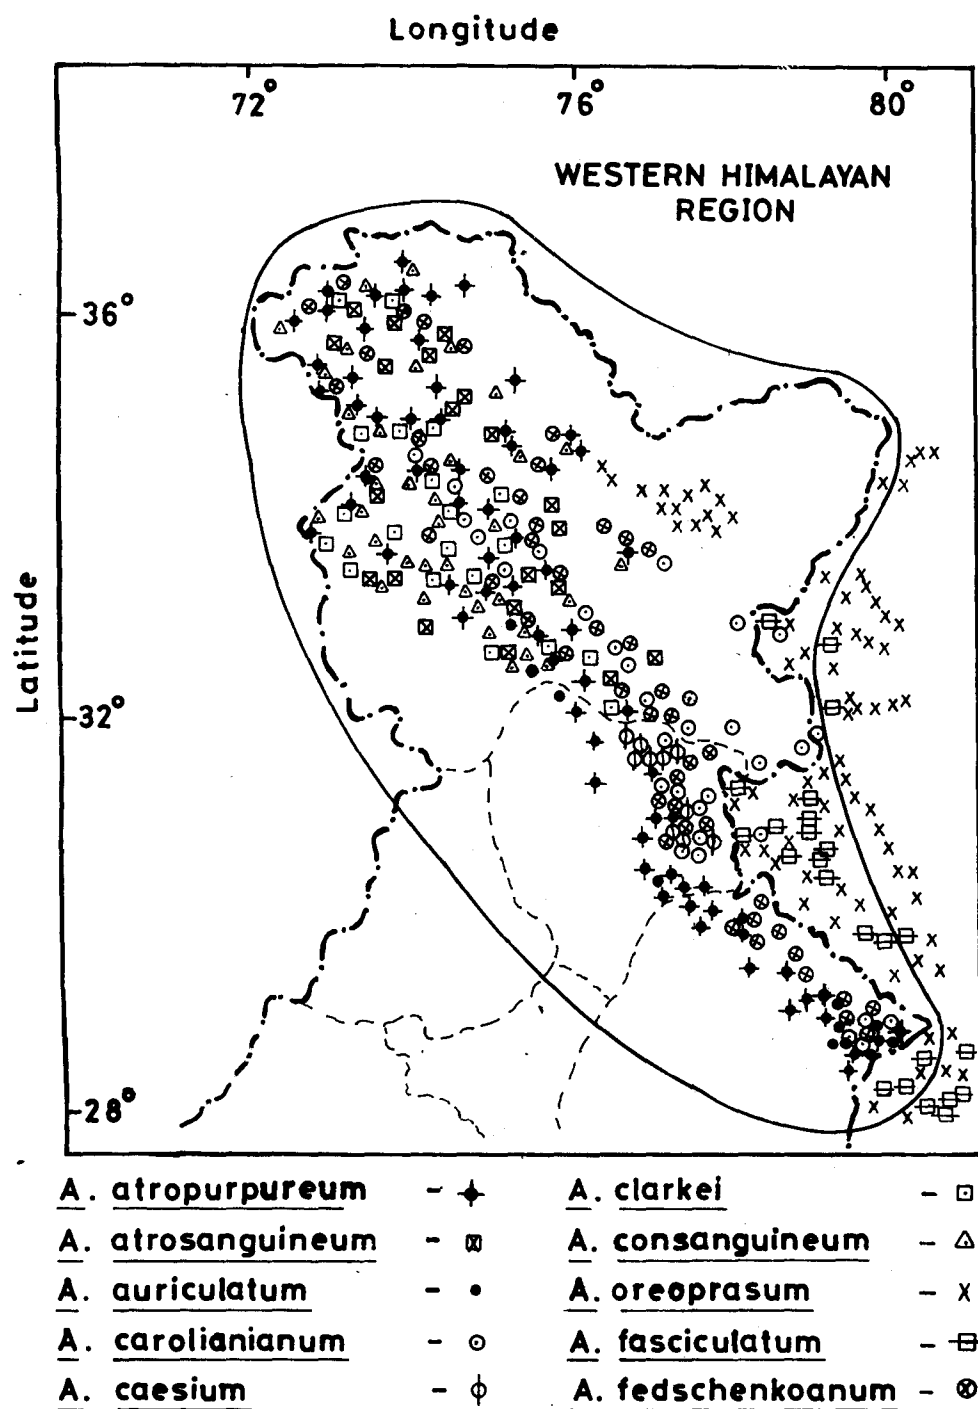 Longitude
72° 76° 80°
WESTERN HIMALAYAN
REGION
36°
Latitude
32°
28°
A. atropurpureum - A. clarkei -
A. atrosanguineum - A. consanguineum -
A. auriculatum - A. oreoprasum - x
A. carolianianum - A. fasciculatum -
A. caesium - A. fedschenkoanum -